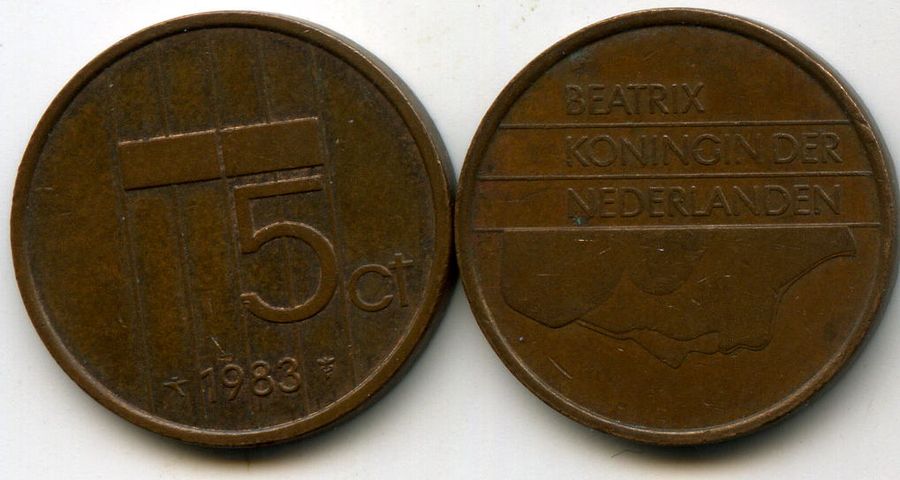 5 ct
1983
BEATRIX
KONINGIN DER
NEDERLANDEN